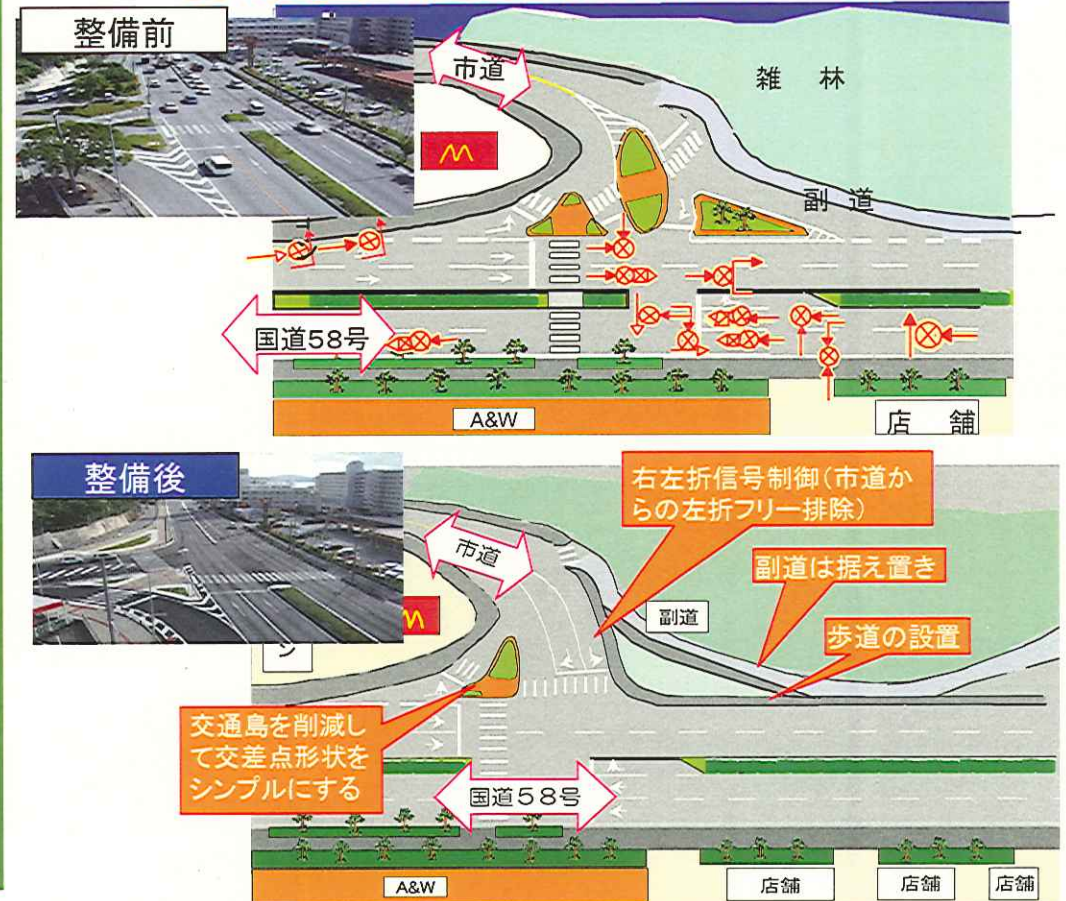 整備前
市道
雑 林
副 道
国道58号
A&W
店 舗
整備後
市道
右左折信号制御(市道か
らの左折フリー排除)
副道は据え置き
副道
歩道の設置
ジ
交通島を削減し
て交差点形状を
シンプルにする
国道58号
A&W
店舗
店舗
店舗